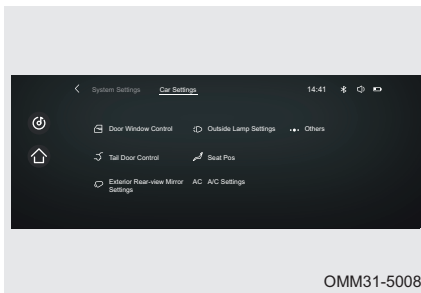 System Settings Car Settings 14:41
Door Window Control Outside Lamp Settings Others
Tail Door Control Seat Pos
Exterior Rear-view Mirror Settings AC A/C Settings
OMM31-5008